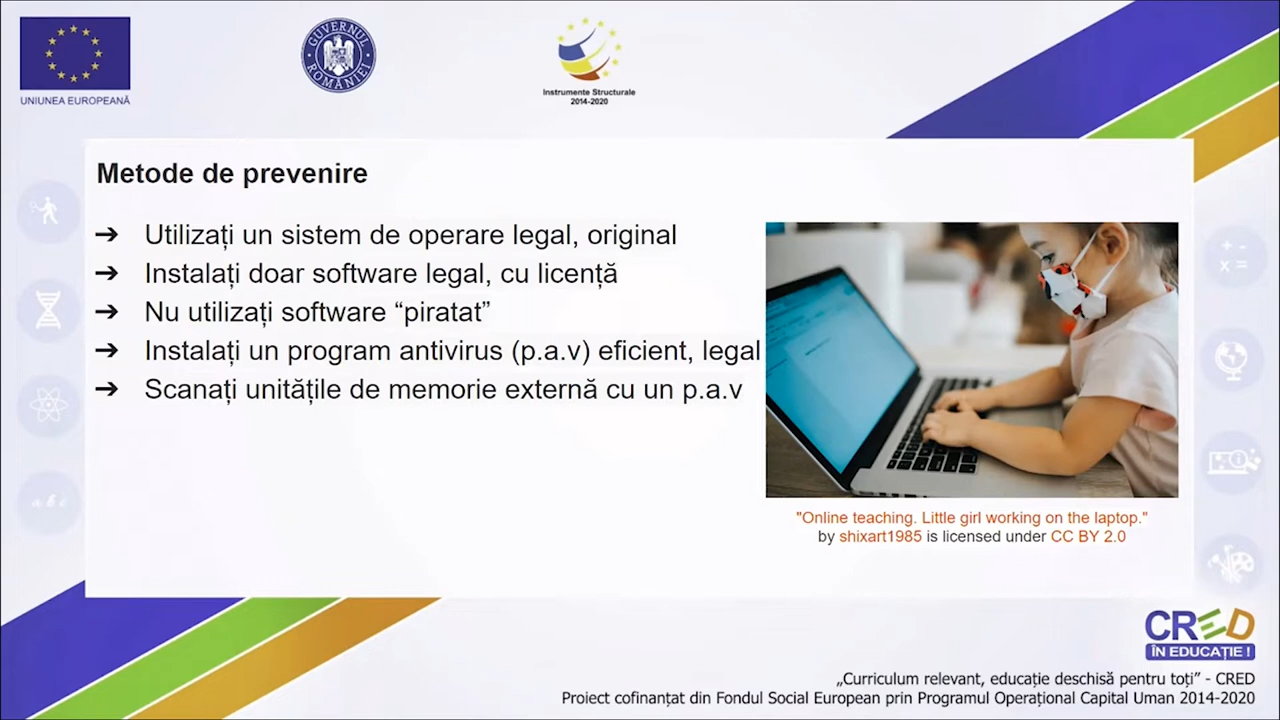 UNIUNEA EUROPEANĂ
GUVERNUL ROMÂNIEI
Instrumente Structurale
2014-2020
Metode de prevenire
➔ Utilizați un sistem de operare legal, original
➔ Instalați doar software legal, cu licență
➔ Nu utilizați software “piratat”
➔ Instalați un program antivirus (p.a.v) eficient, legal
➔ Scanați unitățile de memorie externă cu un p.a.v
"Online teaching. Little girl working on the laptop."
by shixart1985 is licensed under CC BY 2.0
+ -
x =
a b c
CRED
ÎN EDUCAȚIE !
„Curriculum relevant, educație deschisă pentru toți” - CRED
Proiect cofinanțat din Fondul Social European prin Programul Operațional Capital Uman 2014-2020